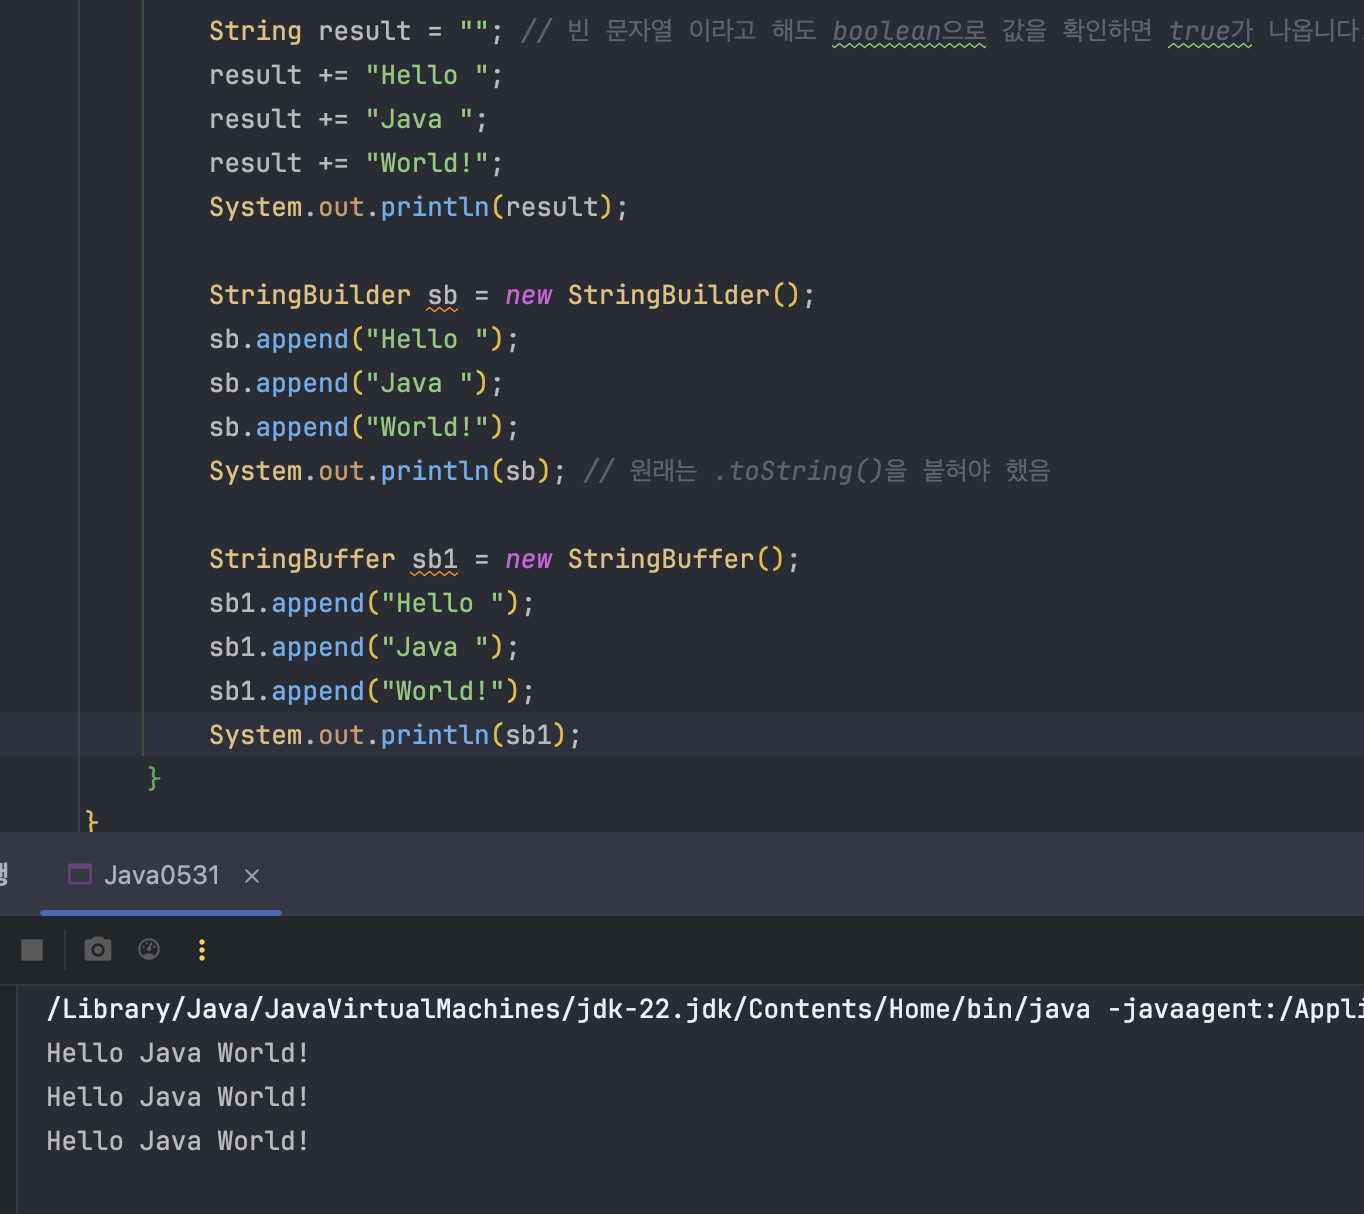 String result = ""; // 빈 문자열 이라고 해도 boolean으로 값을 확인하면 true가 나옵니다.
result += "Hello ";
result += "Java ";
result += "World!";
System.out.println(result);
StringBuilder sb = new StringBuilder();
sb.append("Hello ");
sb.append("Java ");
sb.append("World!");
System.out.println(sb); // 원래는 .toString()을 붙혀야 했음
StringBuffer sb1 = new StringBuffer();
sb1.append("Hello ");
sb1.append("Java ");
sb1.append("World!");
System.out.println(sb1);
}
}
Java0531 ×
/Library/Java/JavaVirtualMachines/jdk-22.jdk/Contents/Home/bin/java -javaagent:/Appli
Hello Java World!
Hello Java World!
Hello Java World!